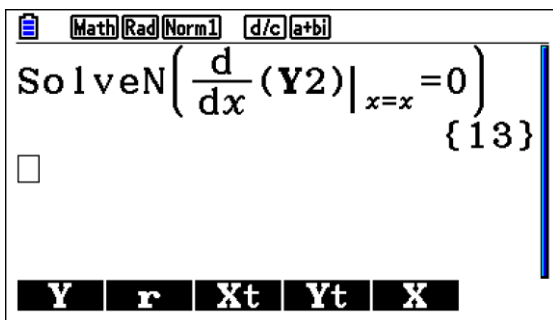 Math Rad Norm1 d/c a+bi
SolveN(d/dx(Y2)|x=x=0)
{13}
Y r Xt Yt X